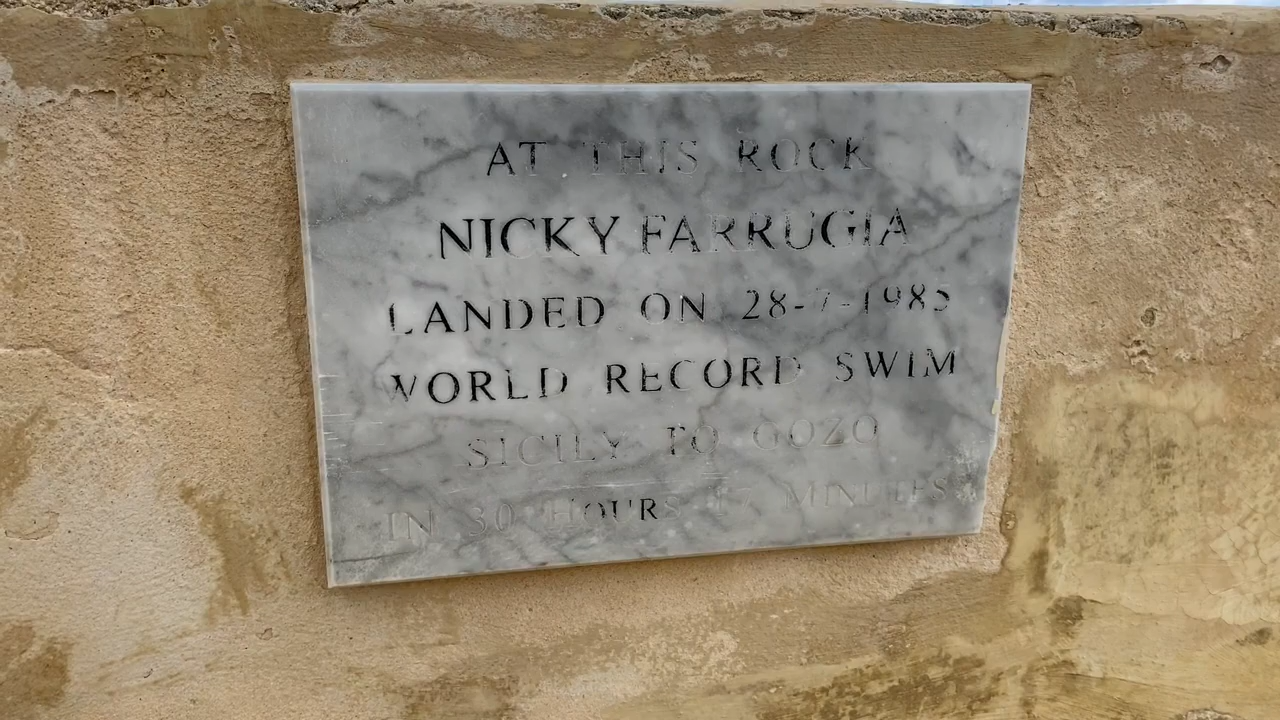 AT THIS ROCK
NICKY FARRUGIA
LANDED ON 28-7-1985
WORLD RECORD SWIM
SICILY TO GOZO
IN 30 HOURS 17 MINUTES